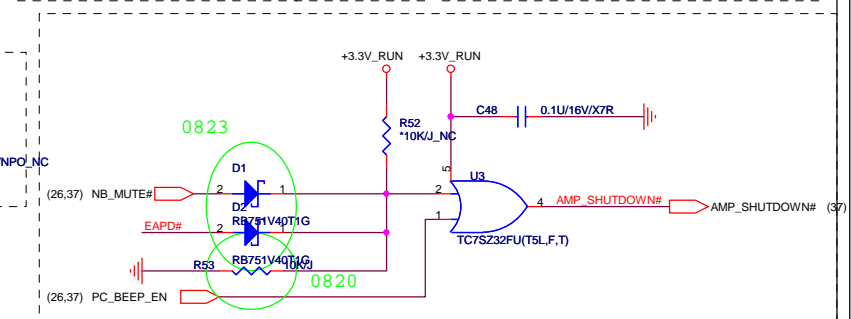 +3.3V_RUN +3.3V_RUN
C48 0.1U/16V/X7R
R52
*10K/J_NC
0823
/NPO_NC
D1
5
U3
(26,37) NB_MUTE# 2 1 2
D2
4 AMP_SHUTDOWN# AMP_SHUTDOWN# (37)
RB751V40T1G
EAPD# 2 1 1
TC7SZ32FU(T5L,F,T)
RB751V40T1G
R53 10K/J
0820
(26,37) PC_BEEP_EN